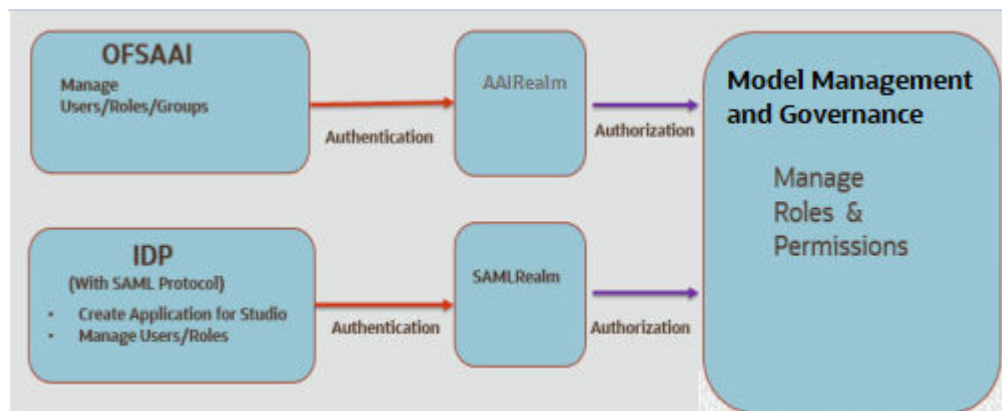 OFSAAI
Manage
Users/Roles/Groups
Authentication
AAIRealm
Authorization
Model Management
and Governance
Manage
Roles &
Permissions
IDP
(With SAML Protocol)
• Create Application for Studio
• Manage Users/Roles
Authentication
SAMLRealm
Authorization